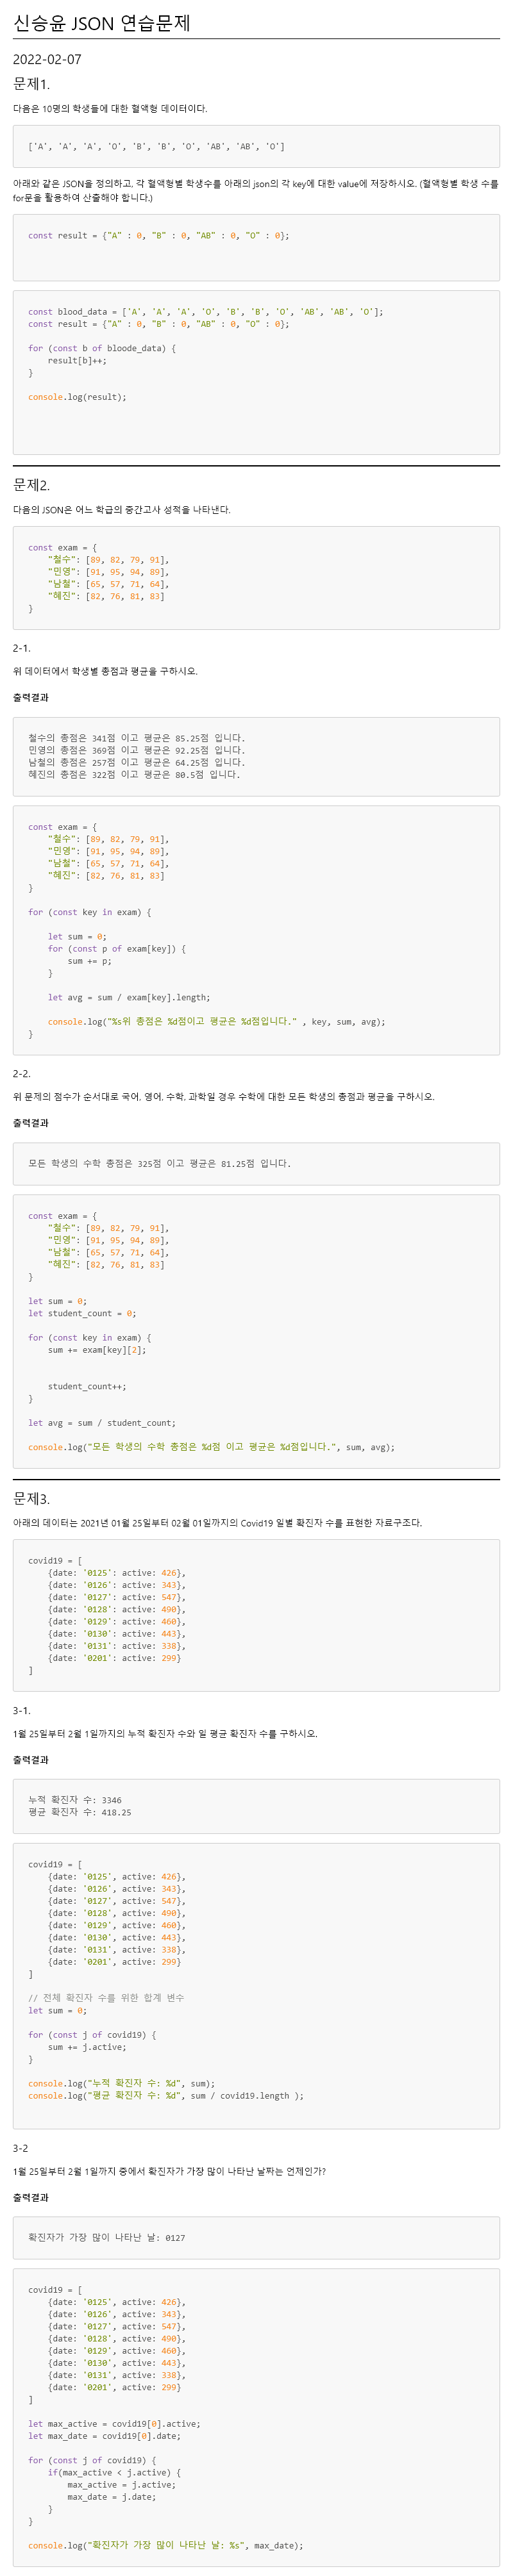 신승윤 JSON 연습문제
2022-02-07
문제1.
다음은 10명의 학생들에 대한 혈액형 데이터이다.
['A', 'A', 'A', 'O', 'B', 'B', 'O', 'AB', 'AB', 'O']
아래와 같은 JSON을 정의하고, 각 혈액형별 학생수를 아래의 json의 각 key에 대한 value에 저장하시오. (혈액형별 학생 수를
for문을 활용하여 산출해야 합니다.)
const result = {"A" : 0, "B" : 0, "AB" : 0, "O" : 0};
const blood_data = ['A', 'A', 'A', 'O', 'B', 'B', 'O', 'AB', 'AB', 'O'];
const result = {"A" : 0, "B" : 0, "AB" : 0, "O" : 0};
for (const b of bloode_data) {
    result[b]++;
}
console.log(result);
문제2.
다음의 JSON은 어느 학급의 중간고사 성적을 나타낸다.
const exam = {
    "철수": [89, 82, 79, 91],
    "민영": [91, 95, 94, 89],
    "남철": [65, 57, 71, 64],
    "혜진": [82, 76, 81, 83]
}
2-1.
위 데이터에서 학생별 총점과 평균을 구하시오.
출력결과
철수의 총점은 341점 이고 평균은 85.25점 입니다.
민영의 총점은 369점 이고 평균은 92.25점 입니다.
남철의 총점은 257점 이고 평균은 64.25점 입니다.
혜진의 총점은 322점 이고 평균은 80.5점 입니다.
const exam = {
    "철수": [89, 82, 79, 91],
    "민영": [91, 95, 94, 89],
    "남철": [65, 57, 71, 64],
    "혜진": [82, 76, 81, 83]
}
for (const key in exam) {
    let sum = 0;
    for (const p of exam[key]) {
        sum += p;
    }
    let avg = sum / exam[key].length;
    console.log("%s위 총점은 %d점이고 평균은 %d점입니다." , key, sum, avg);
}
2-2.
위 문제의 점수가 순서대로 국어, 영어, 수학, 과학일 경우 수학에 대한 모든 학생의 총점과 평균을 구하시오.
출력결과
모든 학생의 수학 총점은 325점 이고 평균은 81.25점 입니다.
const exam = {
    "철수": [89, 82, 79, 91],
    "민영": [91, 95, 94, 89],
    "남철": [65, 57, 71, 64],
    "혜진": [82, 76, 81, 83]
}
let sum = 0;
let student_count = 0;
for (const key in exam) {
    sum += exam[key][2];
    student_count++;
}
let avg = sum / student_count;
console.log("모든 학생의 수학 총점은 %d점 이고 평균은 %d점입니다.", sum, avg);
문제3.
아래의 데이터는 2021년 01월 25일부터 02월 01일까지의 Covid19 일별 확진자 수를 표현한 자료구조다.
covid19 = [
    {date: '0125': active: 426},
    {date: '0126': active: 343},
    {date: '0127': active: 547},
    {date: '0128': active: 490},
    {date: '0129': active: 460},
    {date: '0130': active: 443},
    {date: '0131': active: 338},
    {date: '0201': active: 299}
]
3-1.
1월 25일부터 2월 1일까지의 누적 확진자 수와 일 평균 확진자 수를 구하시오.
출력결과
누적 확진자 수: 3346
평균 확진자 수: 418.25
covid19 = [
    {date: '0125', active: 426},
    {date: '0126', active: 343},
    {date: '0127', active: 547},
    {date: '0128', active: 490},
    {date: '0129', active: 460},
    {date: '0130', active: 443},
    {date: '0131', active: 338},
    {date: '0201', active: 299}
]
// 전체 확진자 수를 위한 합계 변수
let sum = 0;
for (const j of covid19) {
    sum += j.active;
}
console.log("누적 확진자 수: %d", sum);
console.log("평균 확진자 수: %d", sum / covid19.length );
3-2
1월 25일부터 2월 1일까지 중에서 확진자가 가장 많이 나타난 날짜는 언제인가?
출력결과
확진자가 가장 많이 나타난 날: 0127
covid19 = [
    {date: '0125', active: 426},
    {date: '0126', active: 343},
    {date: '0127', active: 547},
    {date: '0128', active: 490},
    {date: '0129', active: 460},
    {date: '0130', active: 443},
    {date: '0131', active: 338},
    {date: '0201', active: 299}
]
let max_active = covid19[0].active;
let max_date = covid19[0].date;
for (const j of covid19) {
    if(max_active < j.active) {
        max_active = j.active;
        max_date = j.date;
    }
}
console.log("확진자가 가장 많이 나타난 날: %s", max_date);